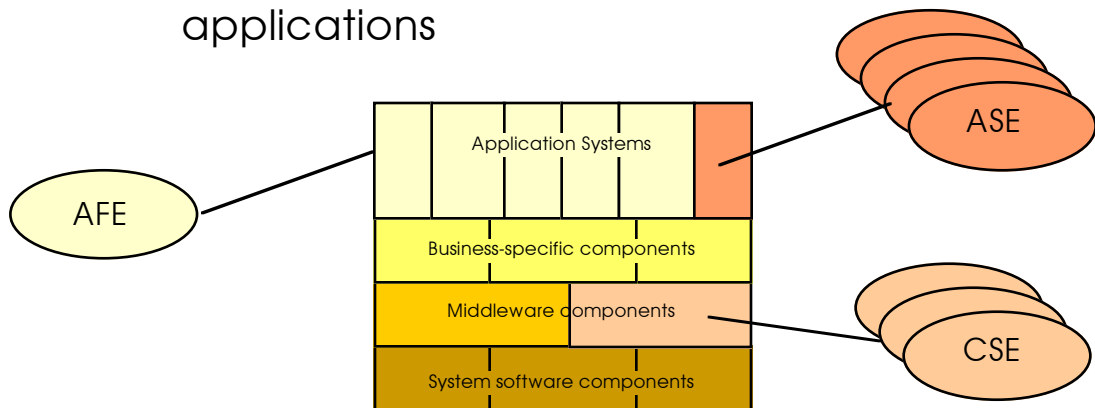 applications
ASE
Application Systems
AFE
Business-specific components
Middleware components
CSE
System software components